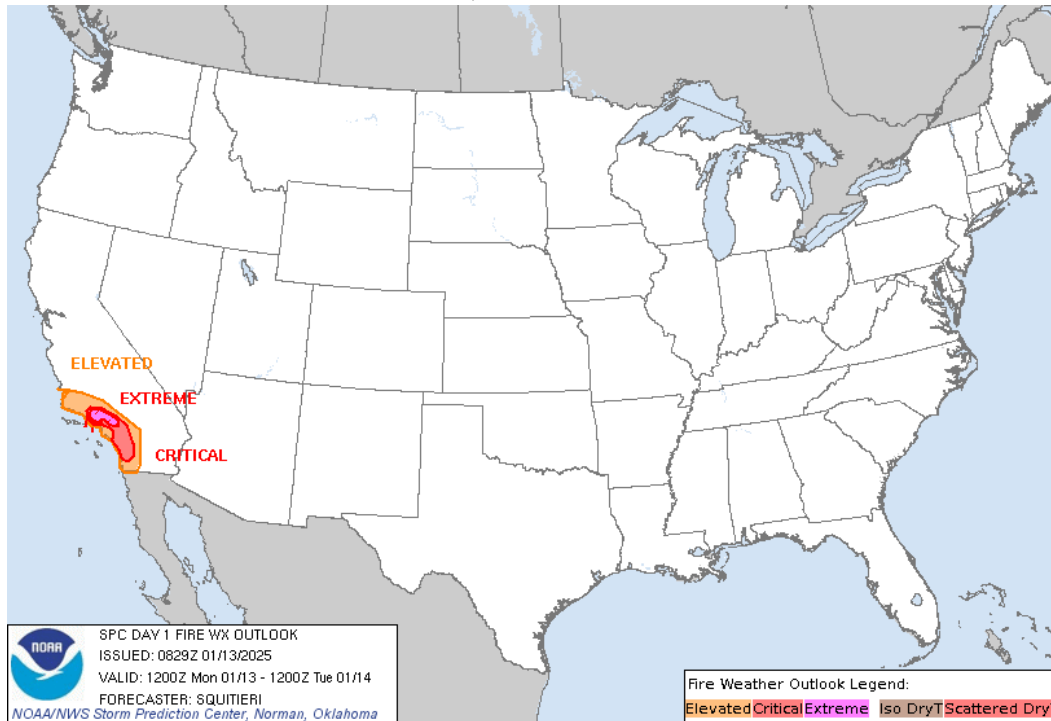 ELEVATED
EXTREME
CRITICAL
NOAA
SPC DAY 1 FIRE WX OUTLOOK
ISSUED: 0829Z 01/13/2025
VALID: 1200Z Mon 01/13 - 1200Z Tue 01/14
FORECASTER: SQUITIERI
NOAA/NWS Storm Prediction Center, Norman, Oklahoma
Fire Weather Outlook Legend:
Elevated Critical Extreme Iso DryT Scattered Dry